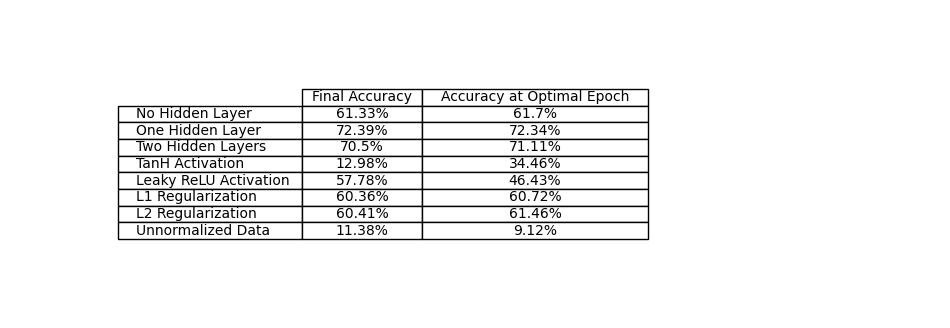 Final Accuracy Accuracy at Optimal Epoch
No Hidden Layer 61.33% 61.7%
One Hidden Layer 72.39% 72.34%
Two Hidden Layers 70.5% 71.11%
TanH Activation 12.98% 34.46%
Leaky ReLU Activation 57.78% 46.43%
L1 Regularization 60.36% 60.72%
L2 Regularization 60.41% 61.46%
Unnormalized Data 11.38% 9.12%